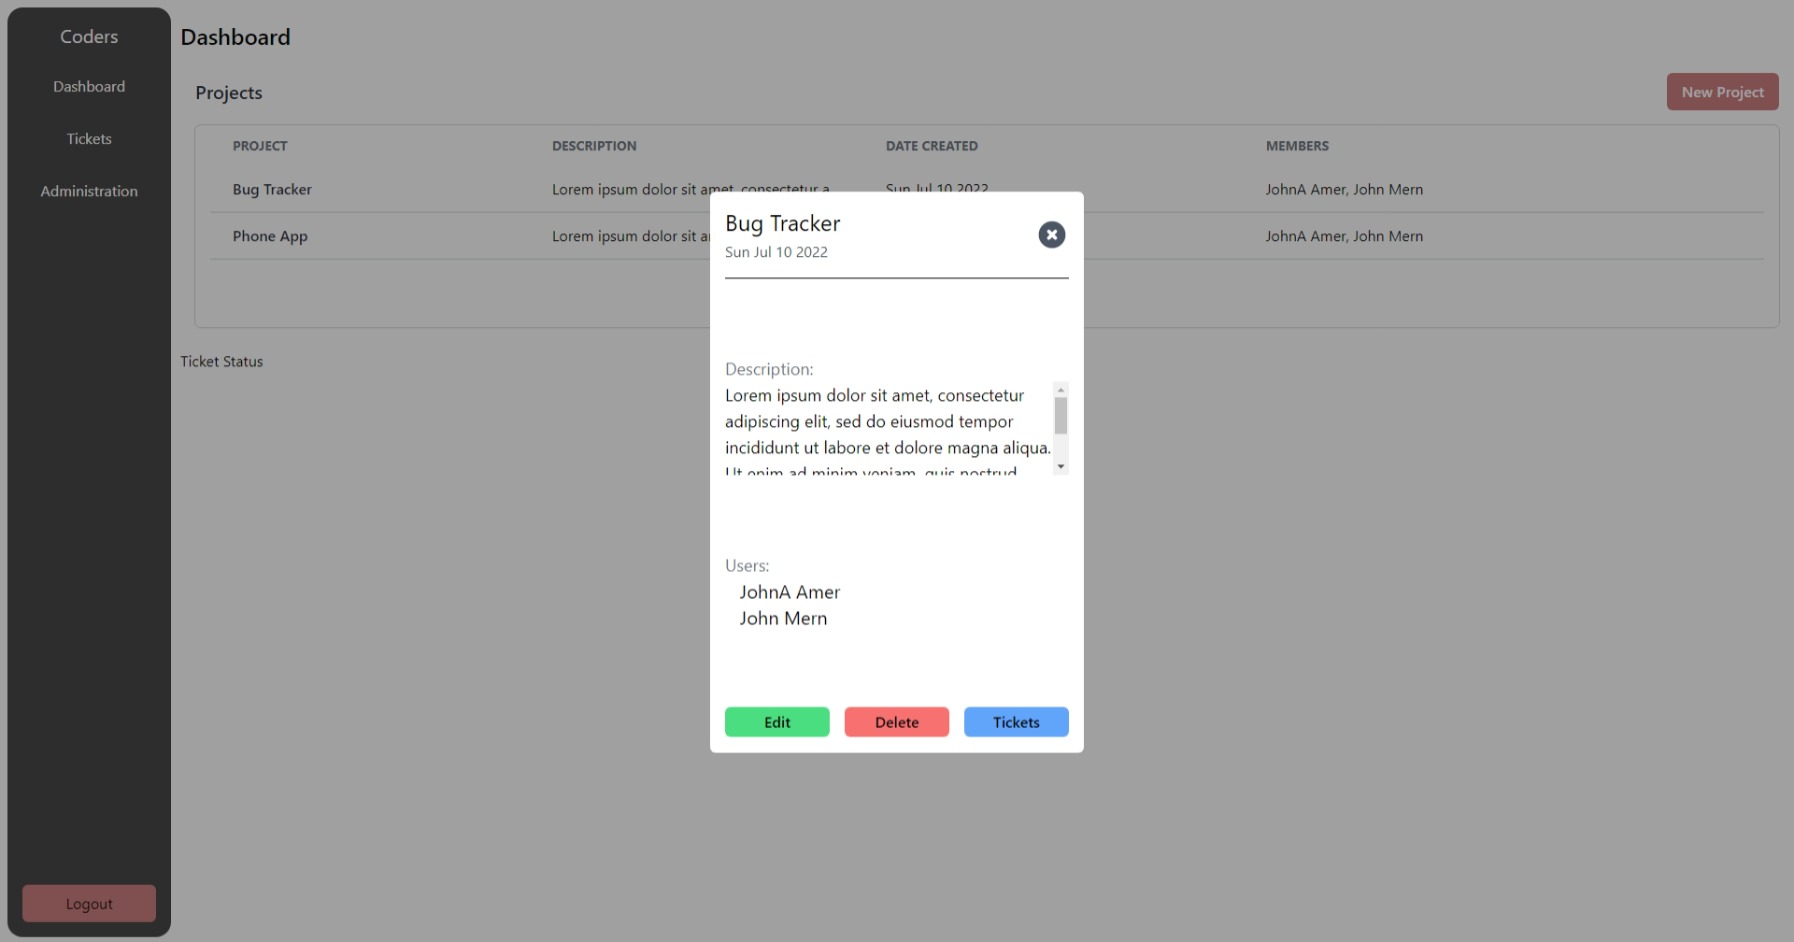 Coders
Dashboard
Tickets
Administration
Logout
Dashboard
Projects
New Project
PROJECT DESCRIPTION DATE CREATED MEMBERS
Bug Tracker Lorem ipsum dolor sit amet, consectetur a Sun Jul 10 2022 JohnA Amer, John Mern
Phone App Lorem ipsum dolor sit JohnA Amer, John Mern
Ticket Status
Bug Tracker
Sun Jul 10 2022
Description:
Lorem ipsum dolor sit amet, consectetur
adipiscing elit, sed do eiusmod tempor
incididunt ut labore et dolore magna aliqua.
Ut enim ad minim veniam, quis nostrud
Users:
JohnA Amer
John Mern
Edit
Delete
Tickets